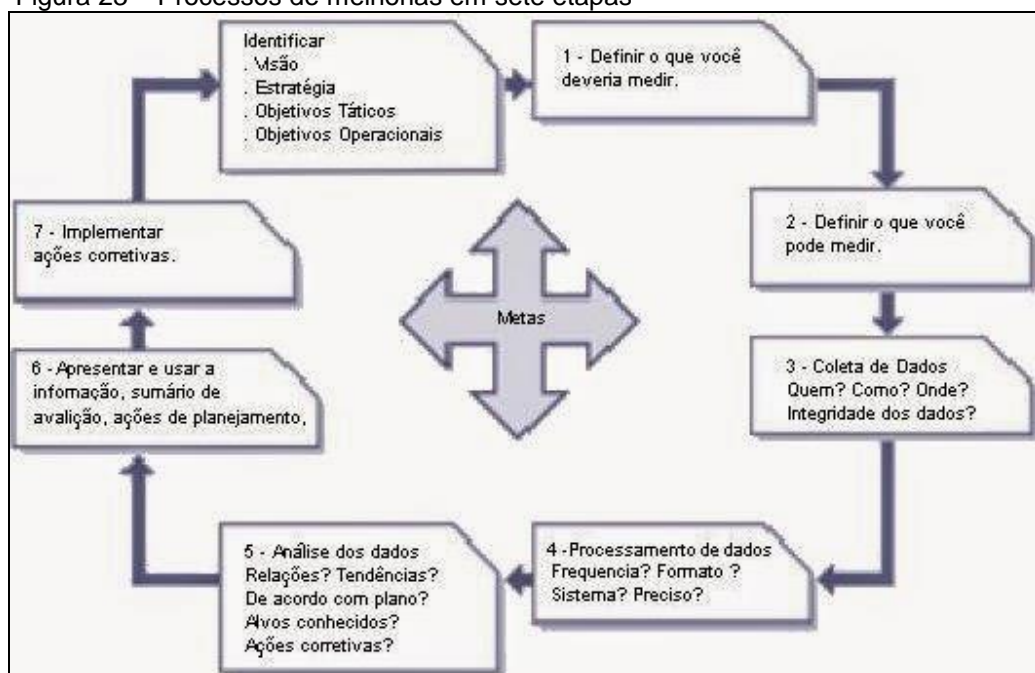 Figura 23 – Processos de melhorias em sete etapas
Identificar
. Visão
. Estratégia
. Objetivos Táticos
. Objetivos Operacionais
1 - Definir o que você
deveria medir.
2 - Definir o que você
pode medir.
3 - Coleta de Dados
Quem? Como? Onde?
Integridade dos dados?
4 -Processamento de dados
Frequencia? Formato ?
Sistema? Preciso?
5 - Análise dos dados
Relações? Tendências?
De acordo com plano?
Alvos conhecidos?
Ações corretivas?
6 - Apresentar e usar a
infomação, sumário de
avalição, ações de planejamento,
7 - Implementar
ações corretivas.
Metas